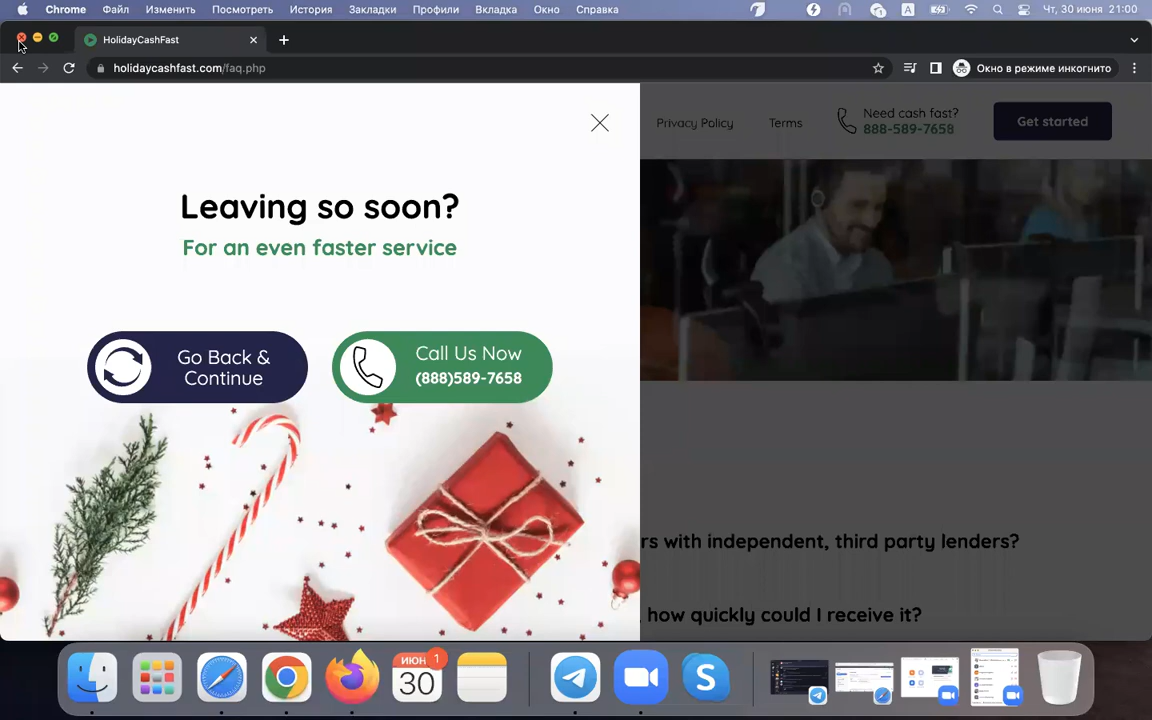 Chrome Файл Изменить Посмотреть История Закладки Профили Вкладка Окно Справка A Чт, 30 июня 21:00
HolidayCashFast
holidaycashfast.com/faq.php Окно в режиме инкогнито
Privacy Policy Terms Need cash fast? 888-589-7658 Get started
Leaving so soon?
For an even faster service
Go Back &
Continue
Call Us Now
(888)589-7658
rs with independent, third party lenders?
how quickly could I receive it?
ИЮН 1
30